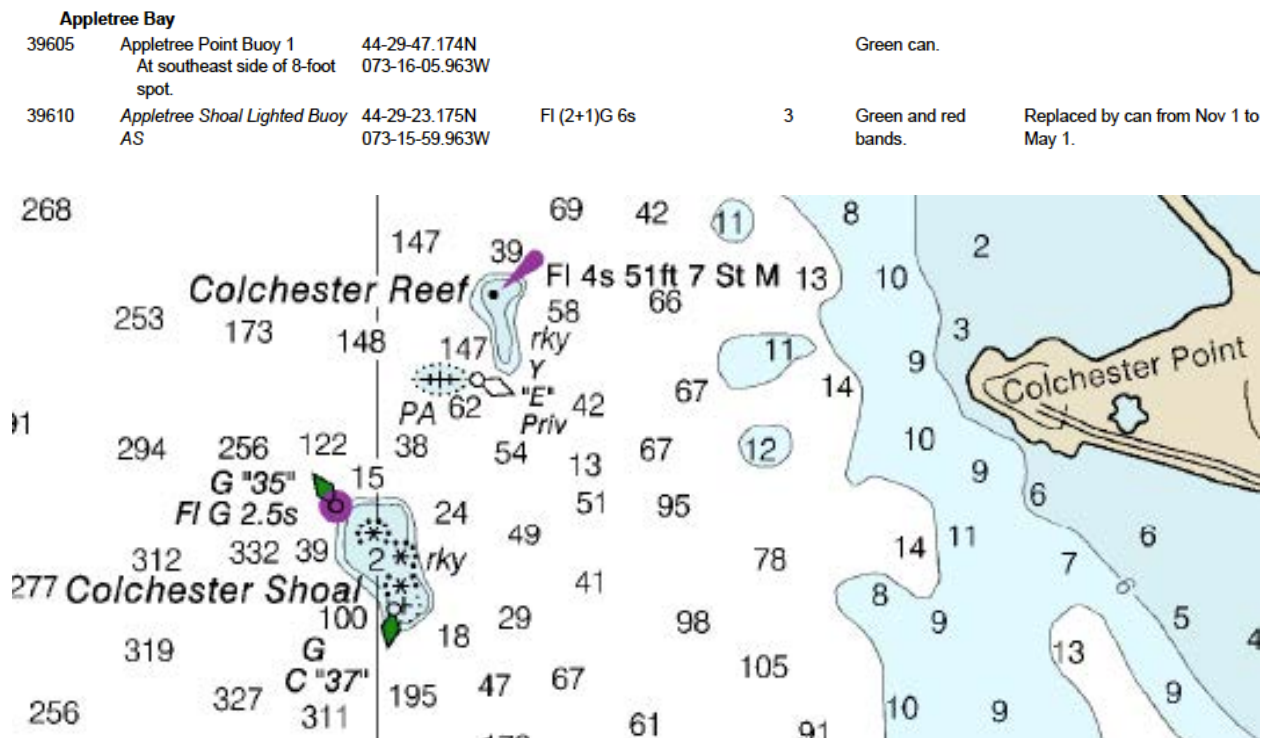 Appletree Bay
39605 Appletree Point Buoy 1 44-29-47.174N Green can.
At southeast side of 8-foot 073-16-05.963W
spot.
39610 Appletree Shoal Lighted Buoy 44-29-23.175N Fl (2+1)G 6s 3 Green and red Replaced by can from Nov 1 to
AS 073-15-59.963W bands. May 1.
268 69 42 11 8
147 39 2
Colchester Reef Fl 4s 51ft 7 St M 13 10
253 173 58 66 3
148 147 rky 11 9 Colchester Point
Y 67 14
PA 62 "E" 42
91 Priv
294 256 122 38 54 13 67 12 10 9
G "35" 15 51 95 6
Fl G 2.5s 24 49 11 6
312 332 39 2 rky 78 14 7
277 Colchester Shoal 41 8
100 18 29 98 9 5 4
319 G 105 13
C "37" 47 67 9
256 327 311 195 61 91 10 9